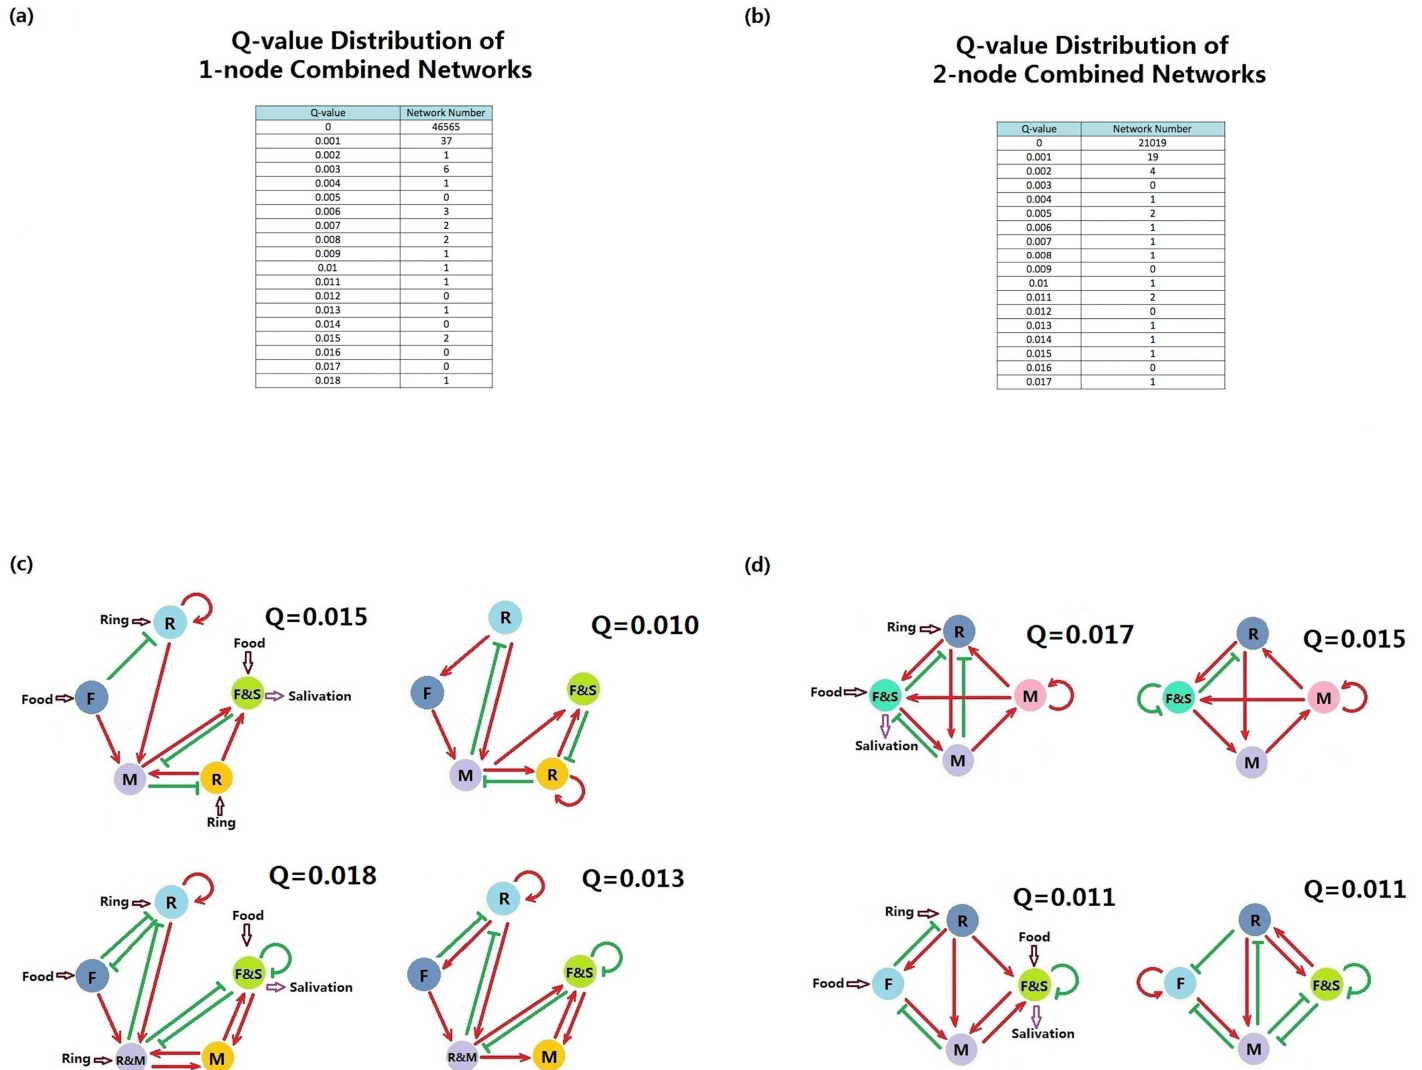 (a)
Q-value Distribution of
1-node Combined Networks
Q-value Network Number
0 46565
0.001 37
0.002 1
0.003 6
0.004 1
0.005 0
0.006 3
0.007 2
0.008 2
0.009 1
0.01 1
0.011 1
0.012 0
0.013 1
0.014 0
0.015 2
0.016 0
0.017 0
0.018 1
(b)
Q-value Distribution of
2-node Combined Networks
Q-value Network Number
0 21019
0.001 19
0.002 4
0.003 0
0.004 1
0.005 2
0.006 1
0.007 1
0.008 1
0.009 0
0.01 1
0.011 2
0.012 0
0.013 1
0.014 1
0.015 1
0.016 0
0.017 1
(c)
Q=0.015
Ring R
Food
Food F
F&S Salivation
M R
Ring
Q=0.010
R
F
F&S
M R
Q=0.018
Ring R
Food
Food F
F&S Salivation
Ring R&M M
Q=0.013
R
F
F&S
R&M M
(d)
Q=0.017
Ring R
Food F&S M
Salivation
M
Q=0.015
R
F&S M
M
Q=0.011
Ring R
Food
Food F F&S
Salivation
M
Q=0.011
R
F F&S
M